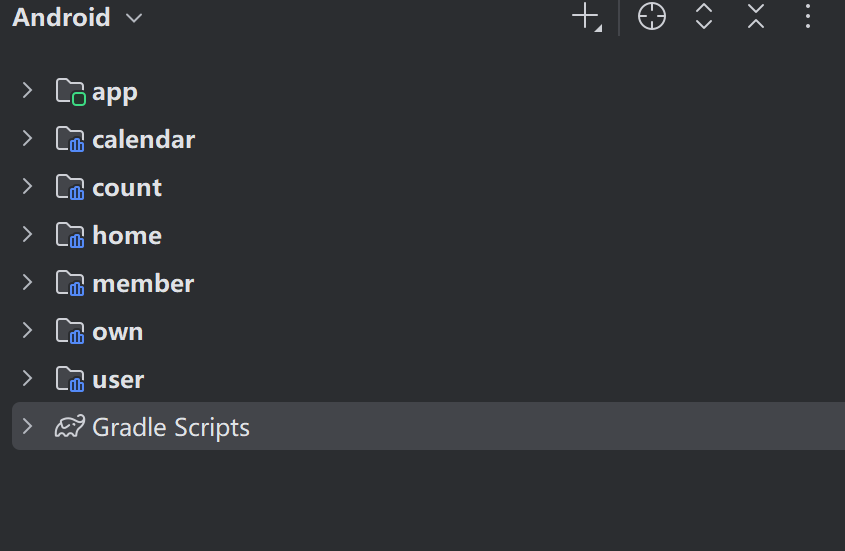 Android
app
calendar
count
home
member
own
user
Gradle Scripts